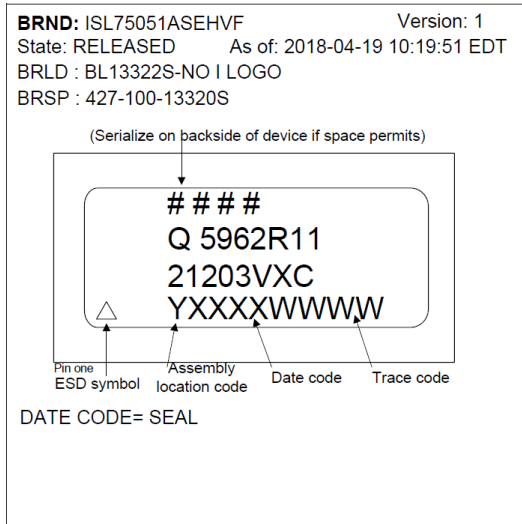 BRND: ISL75051ASEHVF Version: 1
State: RELEASED As of: 2018-04-19 10:19:51 EDT
BRLD : BL13322S-NO I LOGO
BRSP : 427-100-13320S
(Serialize on backside of device if space permits)
# # # #
Q 5962R11
21203VXC
YXXXXWWWW
Pin one
ESD symbol
Assembly
location code
Date code
Trace code
DATE CODE= SEAL